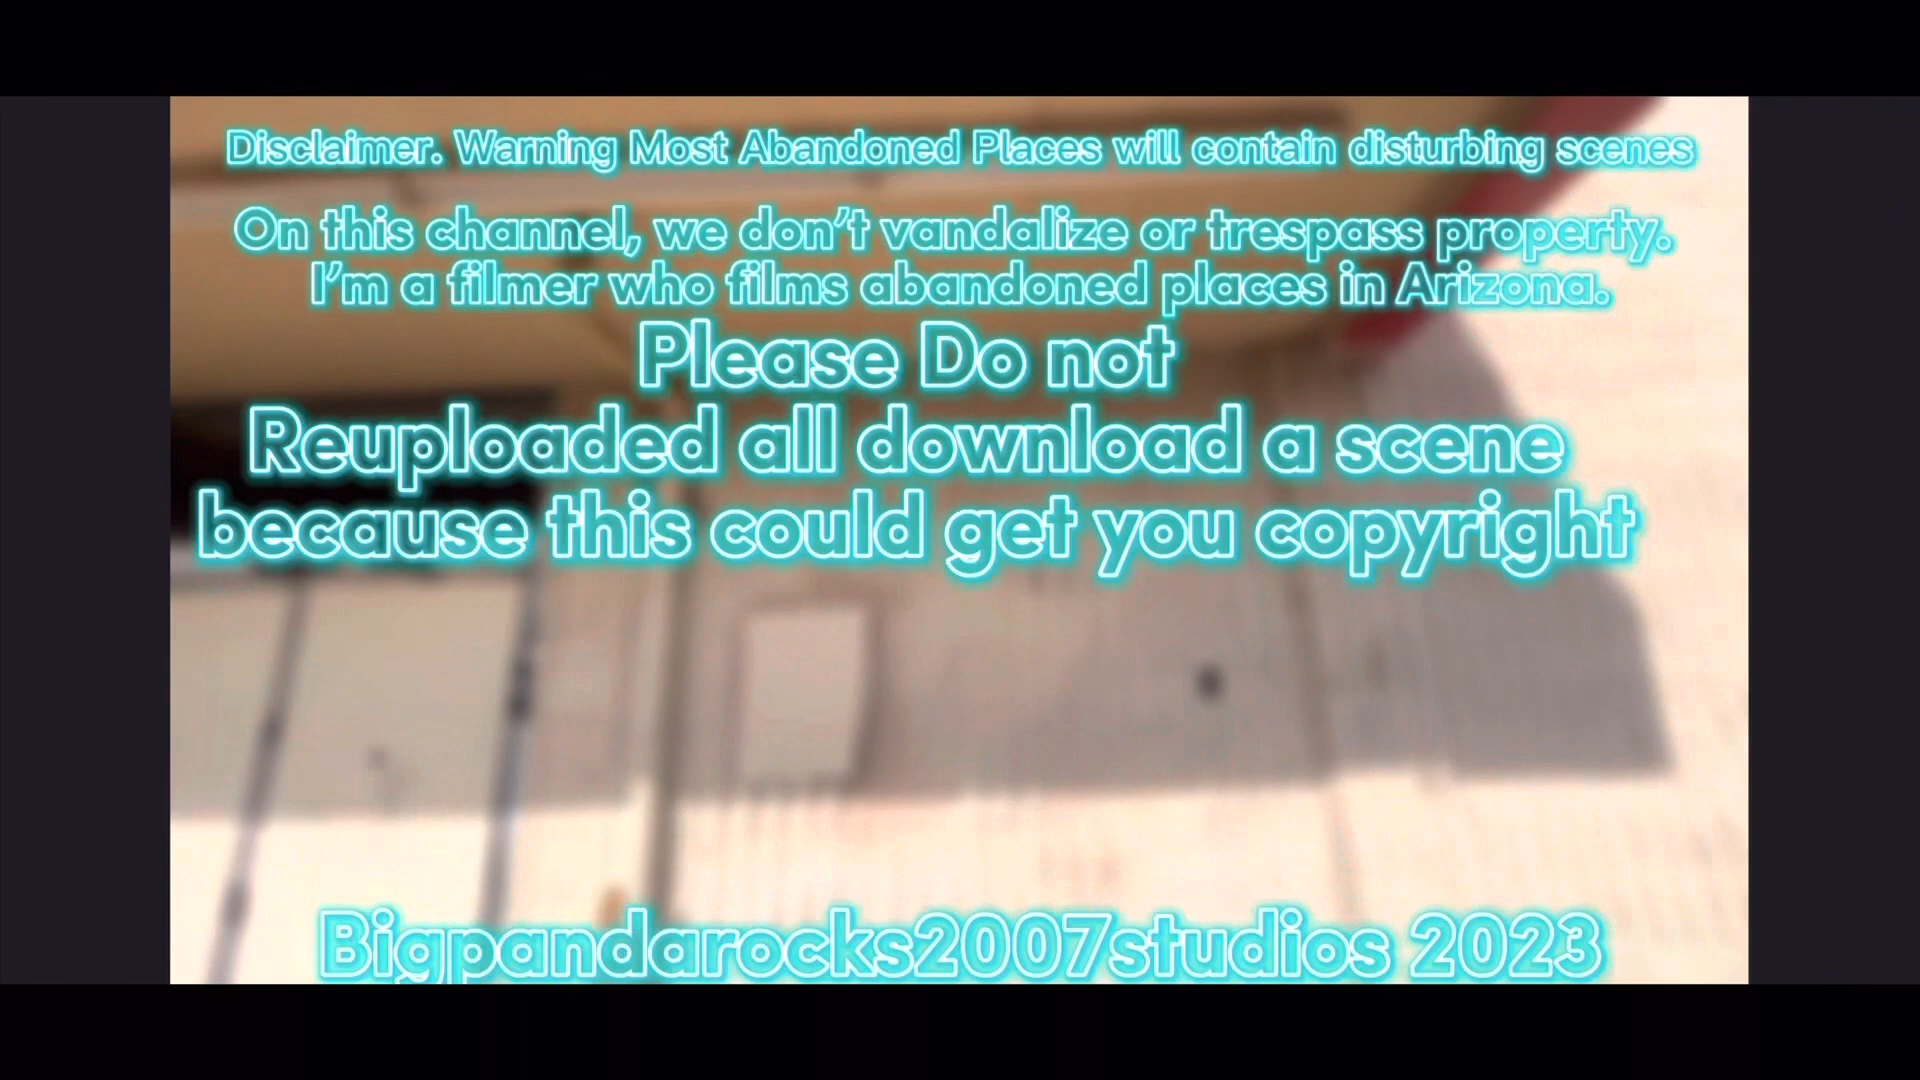 Disclaimer. Warning Most Abandoned Places will contain disturbing scenes
On this channel, we don't vandalize or trespass property.
I'm a filmer who films abandoned places in Arizona.
Please Do not
Reuploaded all download a scene
because this could get you copyright
Bigpandarocks2007studios 2023